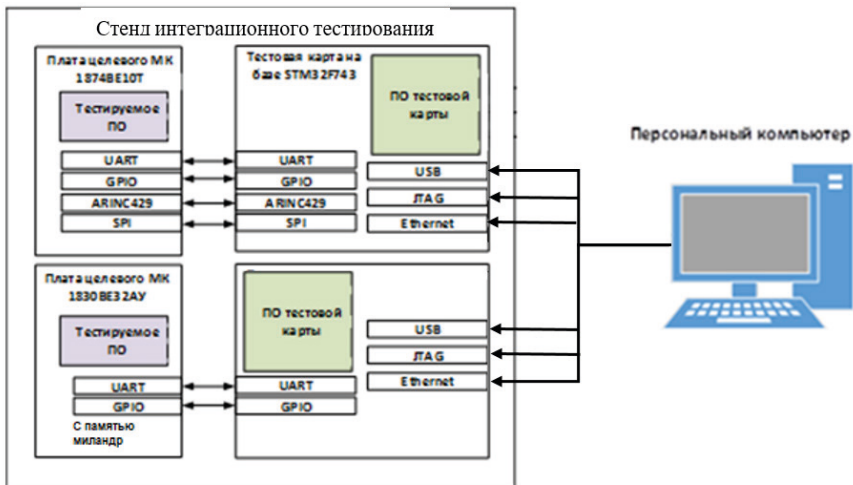 Стенд интеграционного тестирования
Плата целевого МК
1874ВЕ10Т
Тестируемое
ПО
UART
GPIO
ARINC429
SPI
Тестовая карта на
базе STM32F743
ПО тестовой
карты
UART
GPIO
ARINC429
SPI
USB
JTAG
Ethernet
Персональный компьютер
Плата целевого МК
1830ВЕ32АУ
Тестируемое
ПО
UART
GPIO
С памятью
миландр
ПО тестовой
карты
UART
GPIO
USB
JTAG
Ethernet